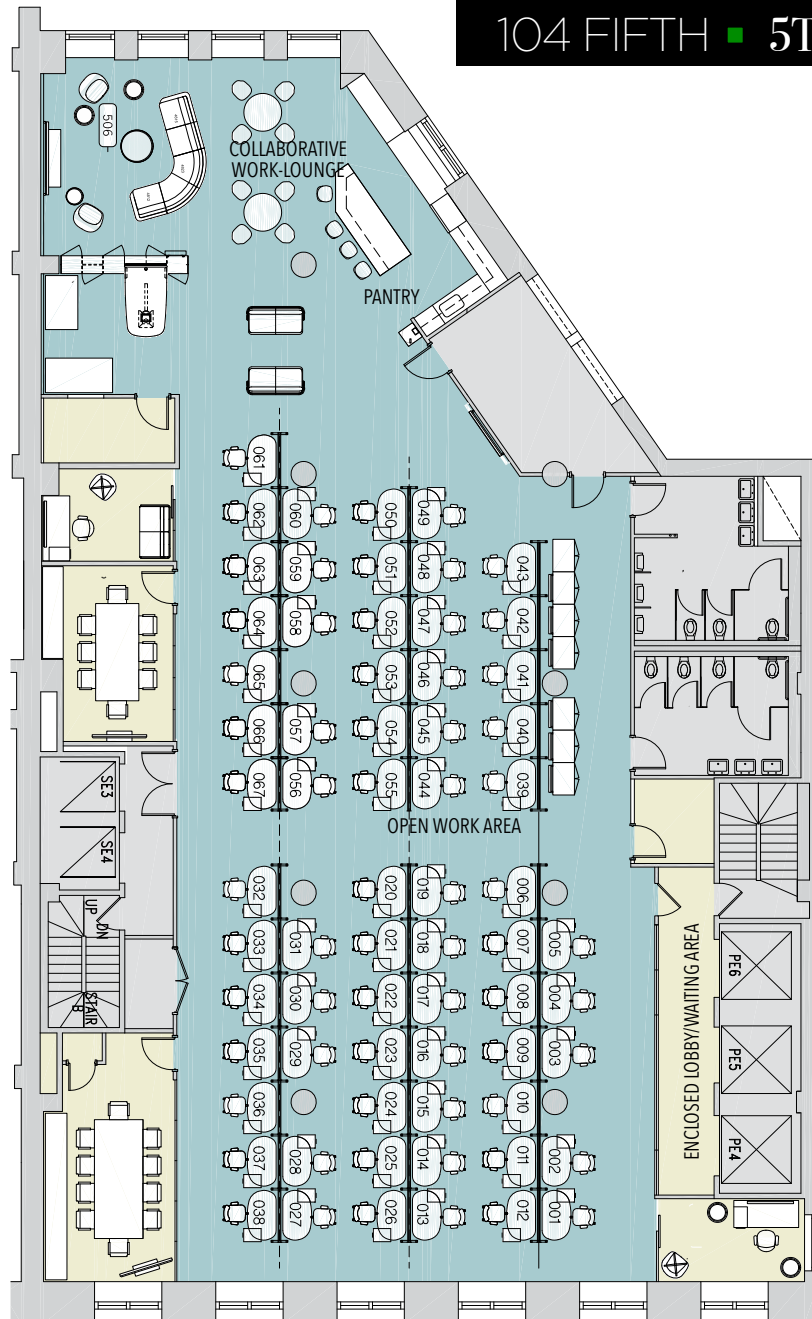 104 FIFTH ■ 5T
506
COLLABORATIVE
WORK-LOUNGE
PANTRY
061
062 060 050 049
063 059 051 048 043
064 058 052 047 042
065 053 046 041
066 057 054 045 040
067 056 055 044 039
SE3
SE4
OPEN WORK AREA
032 020 019 006
033 031 021 018 007 005
034 030 022 017 008 004
035 029 023 016 009 003
036 024 015 010
037 028 025 014 011 002
038 027 026 013 012 001
UP
DN
STAIR
B
ENCLOSED LOBBY/WAITING AREA
PE6
PE5
PE4